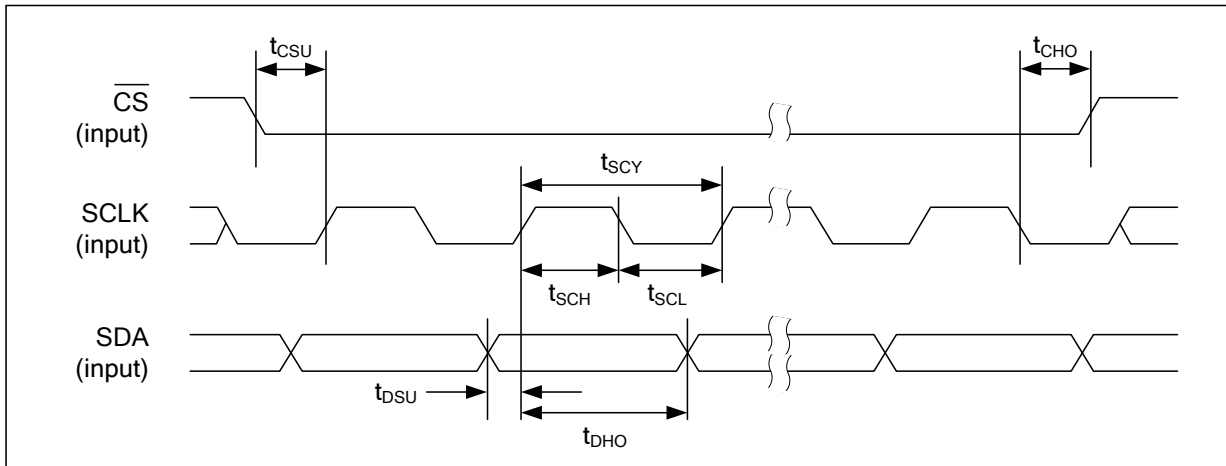 tCSU
tCHO
CS
(input)
tSCY
SCLK
(input)
tSCH
tSCL
SDA
(input)
tDSU
tDHO